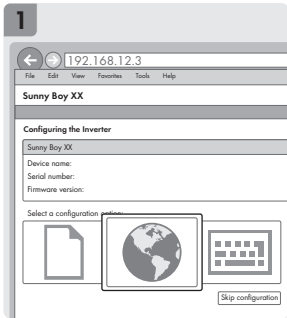 1
192.168.12.3
File Edit View Favorites Tools Help
Sunny Boy XX
Configuring the Inverter
Sunny Boy XX
Device name:
Serial number:
Firmware version:
Select a configuration option:
Skip configuration